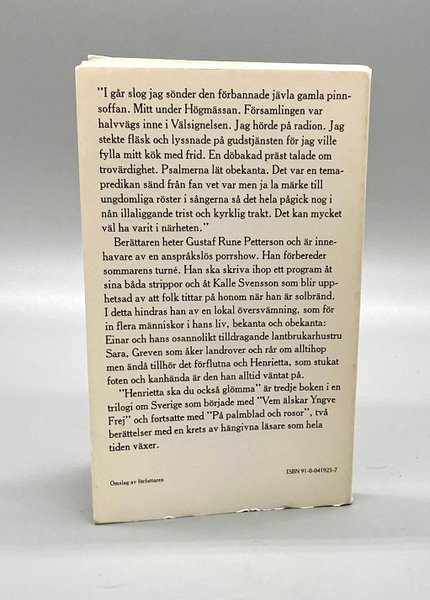 "I går slog jag sönder den förbannade jävla gamla pinn-
soffan. Mitt under Högmässan. Församlingen var
halvvägs inne i Välsignelsen. Jag hörde på radion. Jag
stekte fläsk och lyssnade på gudstjänsten för jag ville
fylla mitt kök med frid. En döbakad präst talade om
trovärdighet. Psalmerna lät obekanta. Det var en tema-
predikan sänd från fan vet var men ja la märke till
ungdomliga röster i sångerna så det hela pågick nog i
nån illaliggande trist och kyrklig trakt. Det kan mycket
väl ha varit i närheten."
Berättaren heter Gustaf Rune Petterson och är inne-
havare av en anspråkslös porrshow. Han förbereder
sommarens turné. Han ska skriva ihop ett program åt
sina båda strippor och åt Kalle Svensson som blir upp-
hetsad av att folk tittar på honom när han är solbränd.
I detta hindras han av en lokal översvämning, som för
in flera människor i hans liv, bekanta och obekanta:
Einar och hans osannolikt tilldragande lantbrukarhustru
Sara, Greven som åker landrover och rår om alltihop
men ändå tillhör det förflutna och Henrietta, som stukat
foten och kanhända är den han alltid väntat på.
"Henrietta ska du också glömma" är tredje boken i en
trilogi om Sverige som började med "Vem älskar Yngve
Frej" och fortsatte med "På palmblad och rosor", två
berättelser med en krets av hängivna läsare som hela
tiden växer.
ISBN 91-0-041925-7
Omslag av författaren